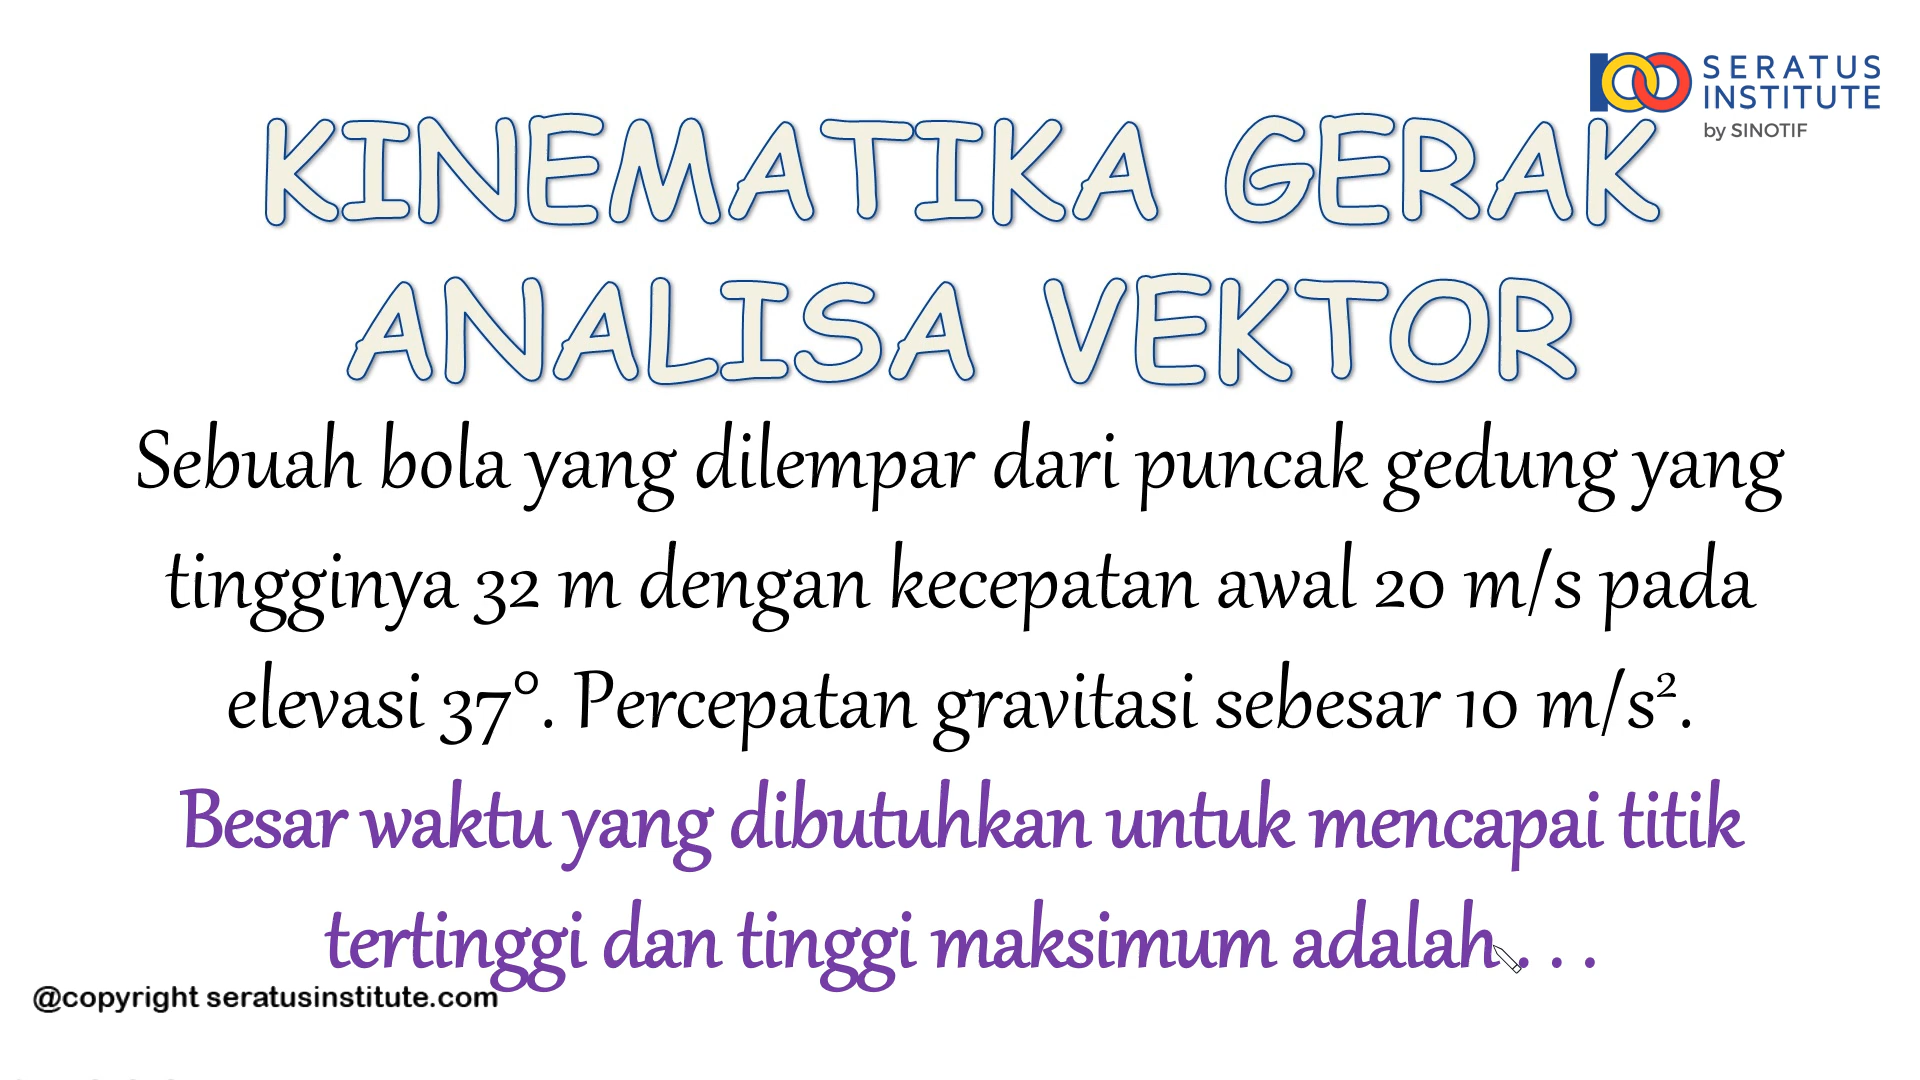 SERATUS
INSTITUTE
by SINOTIF
KINEMATIKA GERAK
ANALISA VEKTOR
Sebuah bola yang dilempar dari puncak gedung yang
tingginya 32 m dengan kecepatan awal 20 m/s pada
elevasi 37°. Percepatan gravitasi sebesar 10 m/s².
Besar waktu yang dibutuhkan untuk mencapai titik
tertinggi dan tinggi maksimum adalah . . .
@copyright seratusinstitute.com